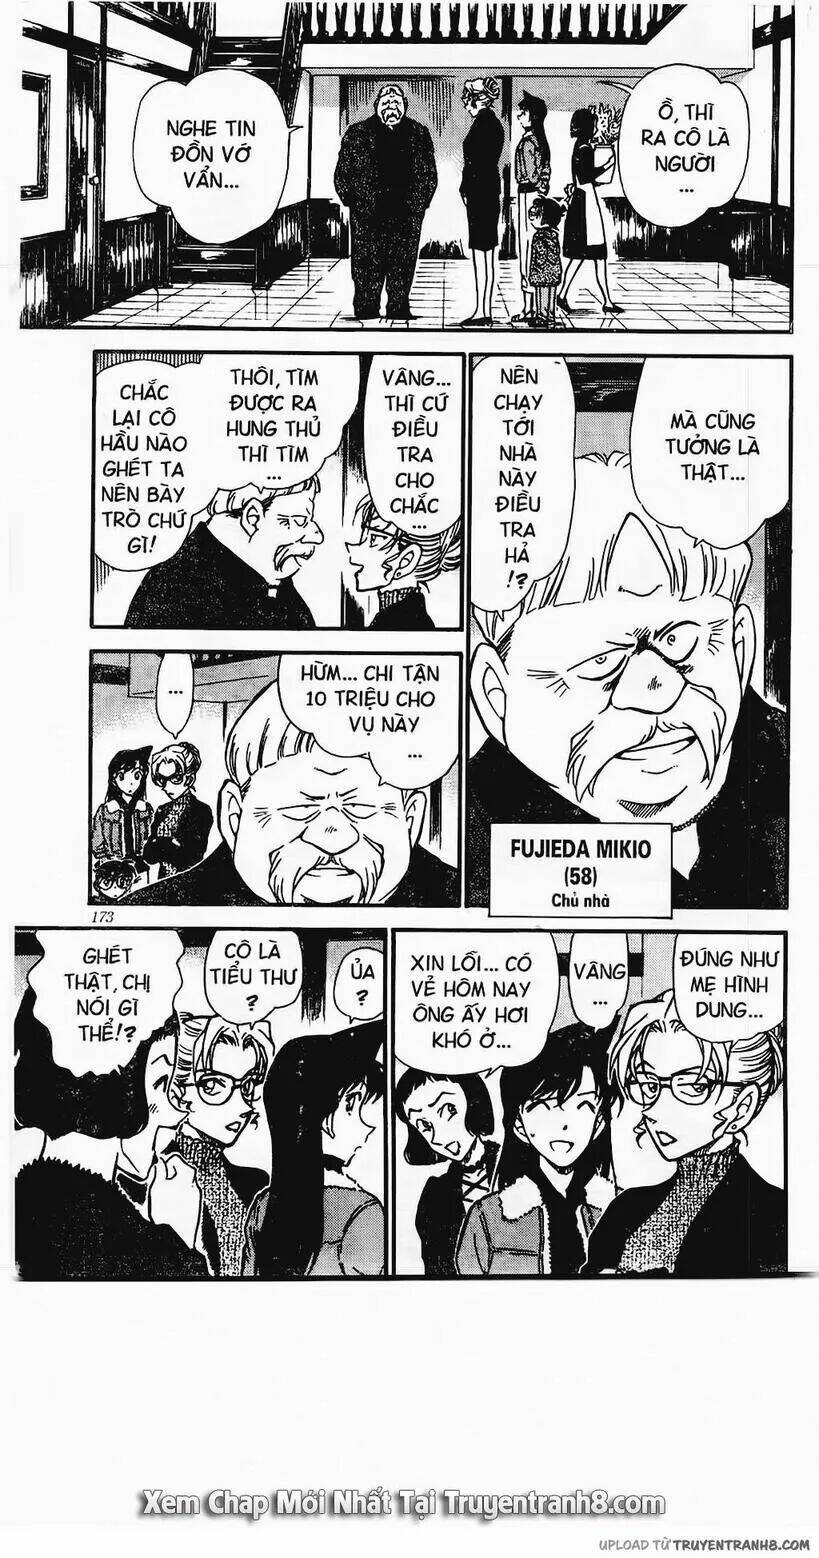 Ồ, THÌ
RA CÔ LÀ
NGƯỜI
...
NGHE TIN
ĐỒN VỚ
VẨN...
MÀ CŨNG
TƯỞNG LÀ
THẬT...
NÊN
CHẠY
TỚI
NHÀ
NÀY
ĐIỀU
TRA
HẢ
!?
FUJIEDA MIKIO
(58)
Chủ nhà
VÂNG...
THÌ CỨ
ĐIỀU
TRA
CHO
CHẮC
...
THÔI, TÌM
ĐƯỢC RA
HUNG THỦ
THÌ TÌM
...
CHẮC
LẠI CÔ
HẦU NÀO
GHÉT TA
NÊN BÀY
TRÒ CHỨ
GÌ!
HỪM... CHI TẬN
10 TRIỆU CHO
VỤ NÀY
...
...
173
ĐÚNG NHƯ
MẸ HÌNH
DUNG...
VÂNG
...
XIN LỖI... CÓ
VẺ HÔM NAY
ÔNG ẤY HƠI
KHÓ Ở...
ỦA
?
CÔ LÀ
TIỂU THƯ
?
GHÉT
THẬT, CHỊ
NÓI GÌ
THẾ!?
Xem Chap Mới Nhất Tại Truyentranh8.com
UPLOAD TỪ TRUYENTRANH8.COM